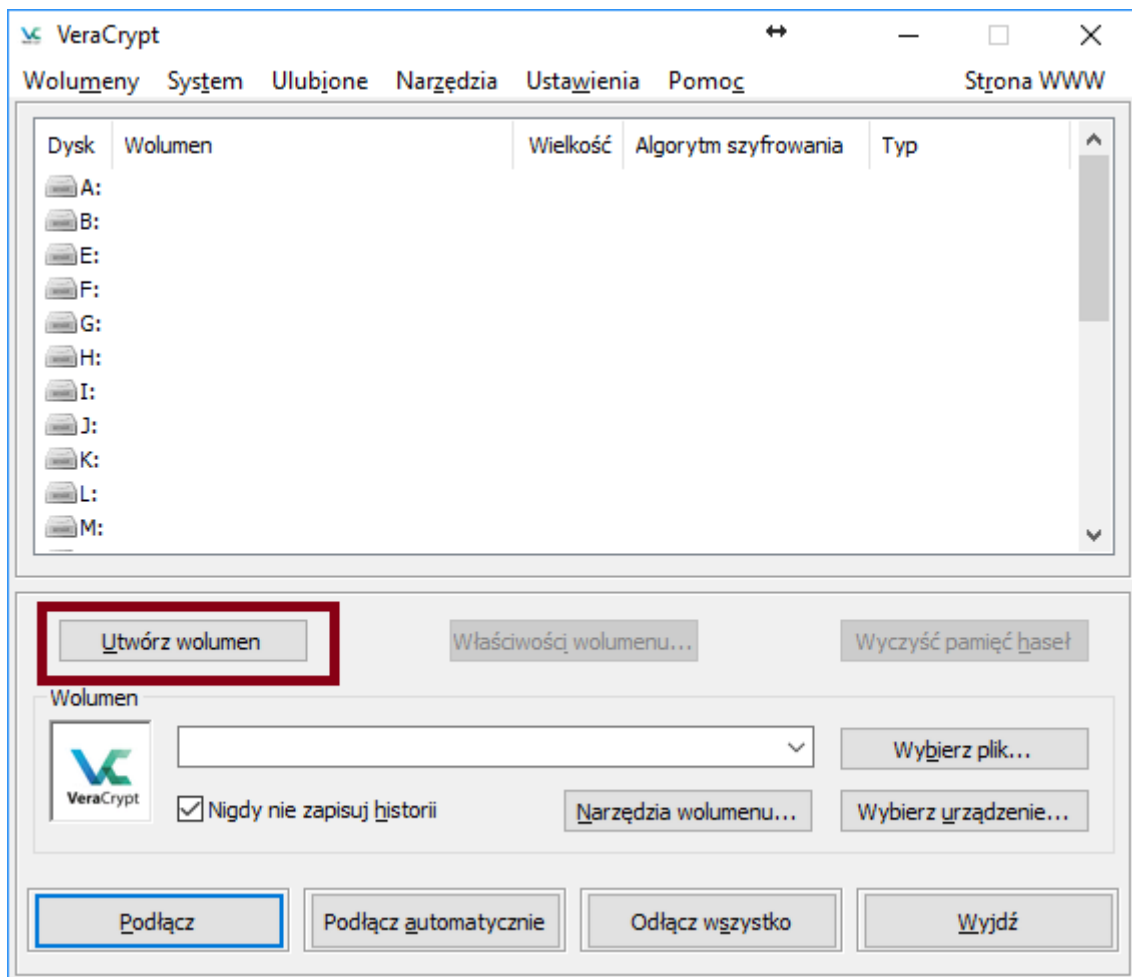 VeraCrypt
Wolumeny System Ulubione Narzędzia Ustawienia Pomoc Strona WWW
Dysk Wolumen Wielkość Algorytm szyfrowania Typ
A:
B:
E:
F:
G:
H:
I:
J:
K:
L:
M:
Utwórz wolumen Właściwości wolumenu... Wyczyść pamięć haseł
Wolumen
VeraCrypt
Wybierz plik...
Nigdy nie zapisuj historii Narzędzia wolumenu... Wybierz urządzenie...
Podłącz Podłącz automatycznie Odłącz wszystko Wyjdź